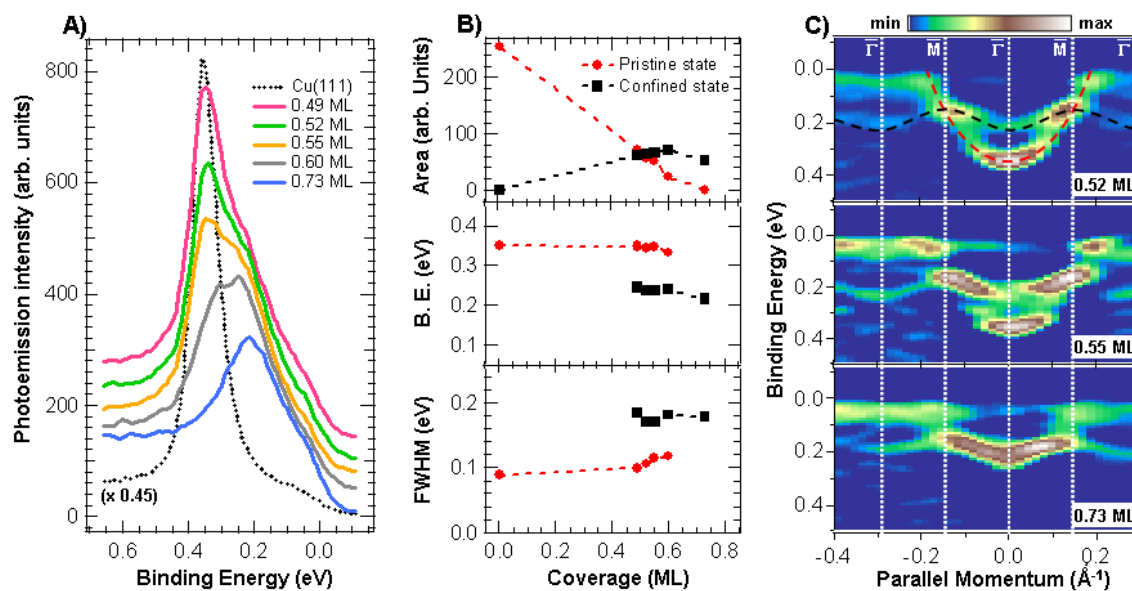 A)
Photoemission intensity (arb. units)
800
600
400
200
0
Cu(111)
0.49 ML
0.52 ML
0.55 ML
0.60 ML
0.73 ML
(x 0.45)
0.6 0.4 0.2 0.0
Binding Energy (eV)
B)
Area (arb. Units)
200
100
0
Pristine state
Confined state
B. E. (eV)
0.4
0.3
0.2
0.1
FWHM (eV)
0.2
0.1
0.0
0.0 0.2 0.4 0.6 0.8
Coverage (ML)
C)
min max
Γ̅ M̅ Γ̅ M̅ Γ̅
Binding Energy (eV)
0.0
0.2
0.4
0.52 ML
0.0
0.2
0.4
0.55 ML
0.0
0.2
0.4
0.73 ML
-0.4 -0.2 0.0 0.2
Parallel Momentum (Å⁻¹)